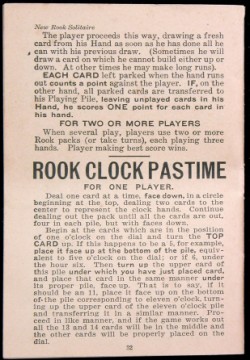 New Rook Solitaire
The player proceeds this way, drawing a fresh
card from his Hand as soon as he has done all he
can with his previous draw. (Sometimes he will
draw a card on which he cannot build either up or
down. At other times he may make long runs).
EACH CARD left parked when the hand runs
out counts a point against the player. IF, on the
other hand, all parked cards are transferred to
his Playing Pile, leaving unplayed cards in his
Hand, he scores ONE point for each card in
his hand.
FOR TWO OR MORE PLAYERS
When several play, players use two or more
Rook packs (or take turns), each playing three
hands. Player making best score wins.
ROOK CLOCK PASTIME
FOR ONE PLAYER.
Deal one card at a time, face down, in a circle
beginning at the top, dealing two cards to the
center to represent the clock hands. Continue
dealing out the pack until all the cards are out,
four in each pile, but with faces down.
Begin at the cards which are in the position
of one o'clock on the dial and turn the TOP
CARD up. If this happens to be a 5, for example,
place it face up at the bottom of the pile, equiv-
alent to five o'clock on the dial; or if 6, under
the hour six. Then turn up the upper card of
this pile under which you have just placed card,
and place that card in the same manner under
its proper pile, face up. That is to say, if it
should be an 11, place it face up on the bottom
of the pile corresponding to eleven o'clock, turn-
ing up the upper card of the eleven o'clock pile
and transferring it in a similar manner. Pro-
ceed in like manner, and if the game works out
all the 13 and 14 cards will be in the middle and
and other cards will be properly placed on the
dial.